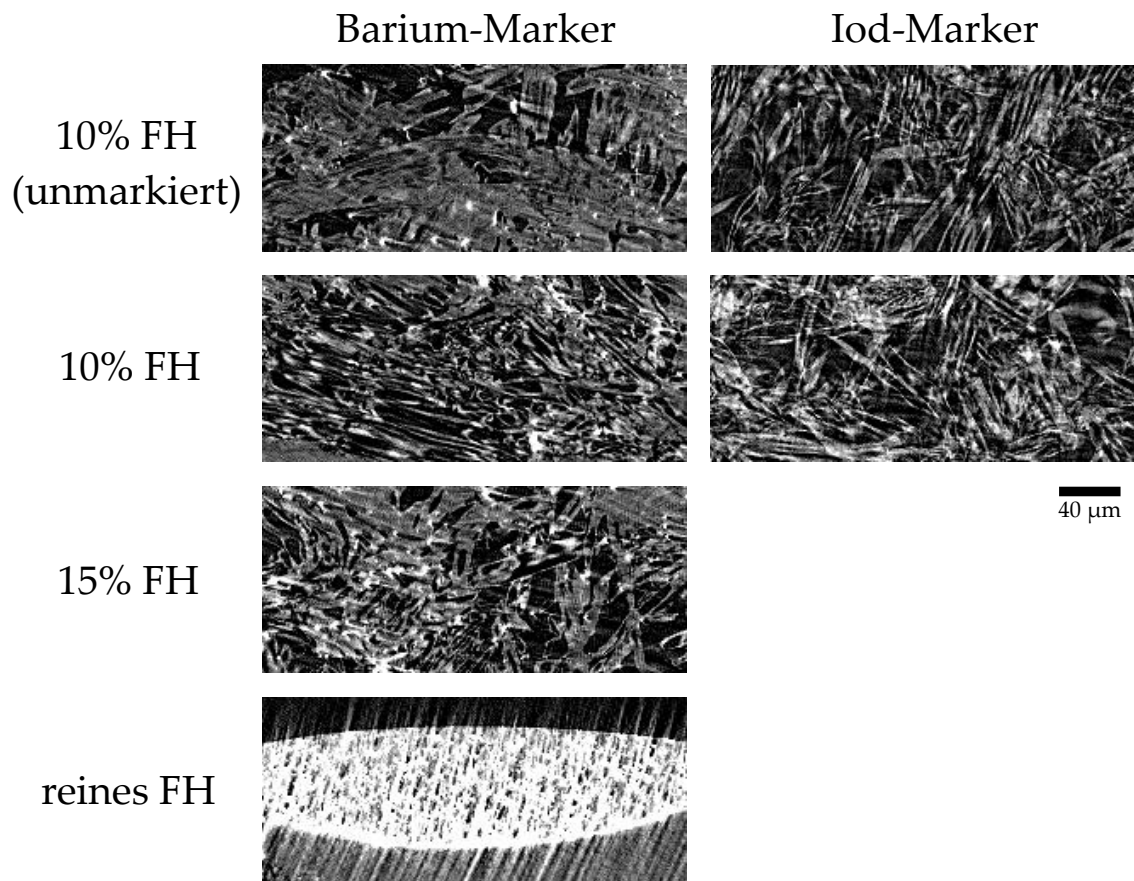 Barium-Marker
Iod-Marker
10% FH
(unmarkiert)
10% FH
40 µm
15% FH
reines FH